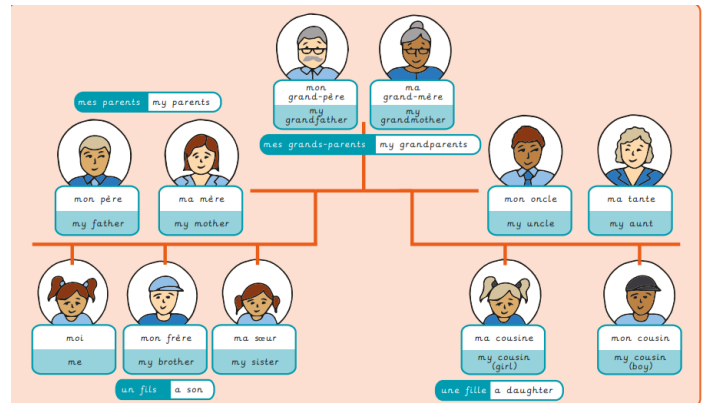 mon
grand-père
my
grandfather
ma
grand-mère
my
grandmother
mes parents my parents
mes grands-parents my grandparents
mon père
my father
ma mère
my mother
mon oncle
my uncle
ma tante
my aunt
moi
me
mon frère
my brother
ma sœur
my sister
ma cousine
my cousin
(girl)
mon cousin
my cousin
(boy)
un fils a son
une fille a daughter